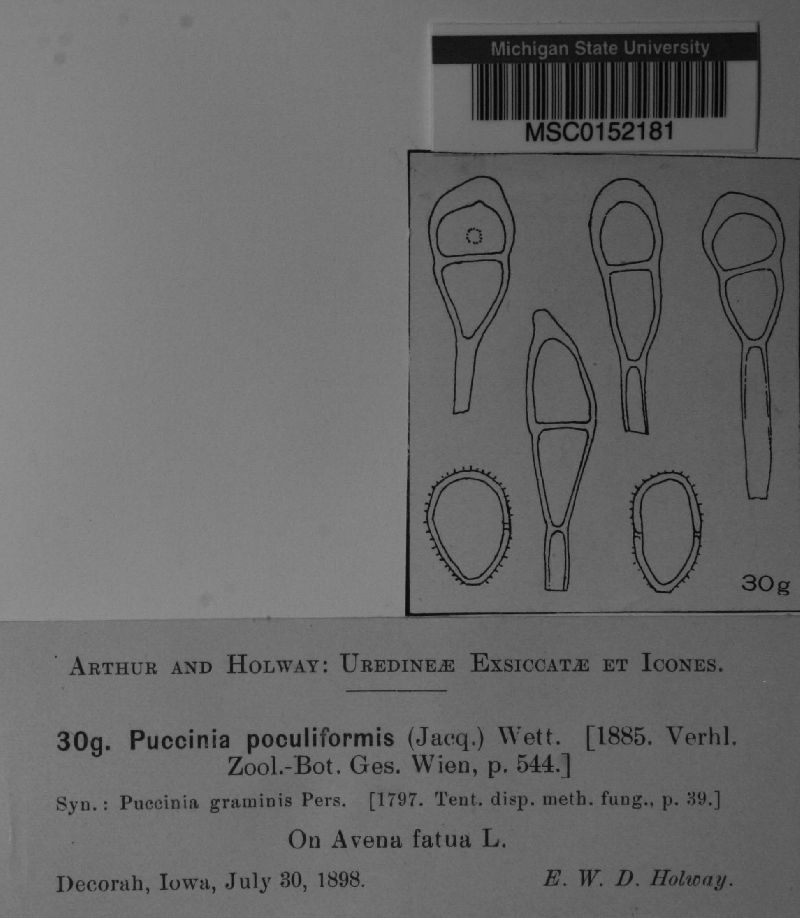 Michigan State University
MSC0152181
30g
ARTHUR AND HOLWAY: UREDINEÆ EXSICCATÆ ET ICONES.
30g. Puccinia poculiformis (Jacq.) Wett. [1885. Verhl.
Zool.-Bot. Ges. Wien, p. 544.]
Syn.: Puccinia graminis Pers. [1797. Tent. disp. meth. fung., p. 39.]
On Avena fatua L.
Decorah, Iowa, July 30, 1898. E. W. D. Holway.